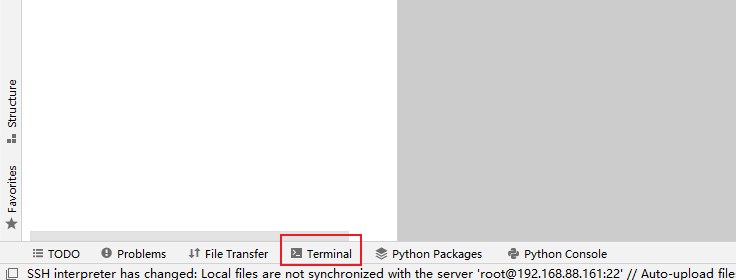 Structure
Favorites
TODO Problems File Transfer Terminal Python Packages Python Console
SSH interpreter has changed: Local files are not synchronized with the server 'root@192.168.88.161:22' // Auto-upload file